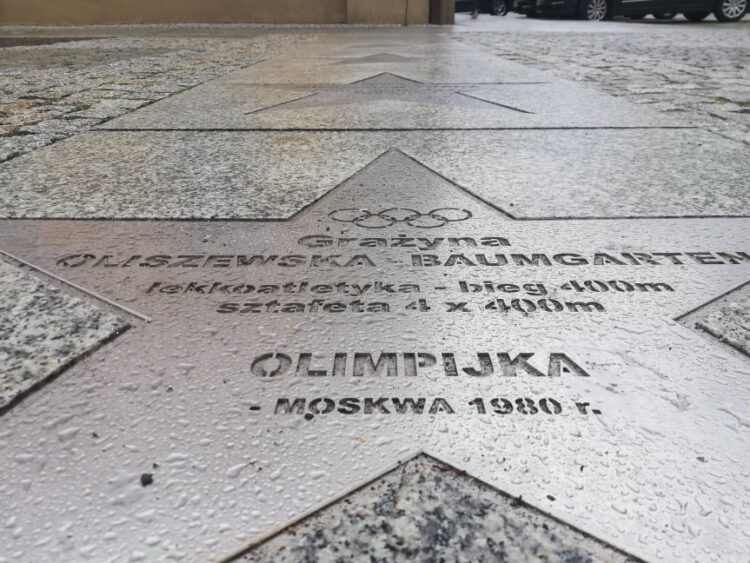 Grażyna
OLISZEWSKA - BAUMGARTEN
lekkoatletyka - bieg 400m
sztafeta 4 x 400m
OLIMPIJKA
- MOSKWA 1980 r.